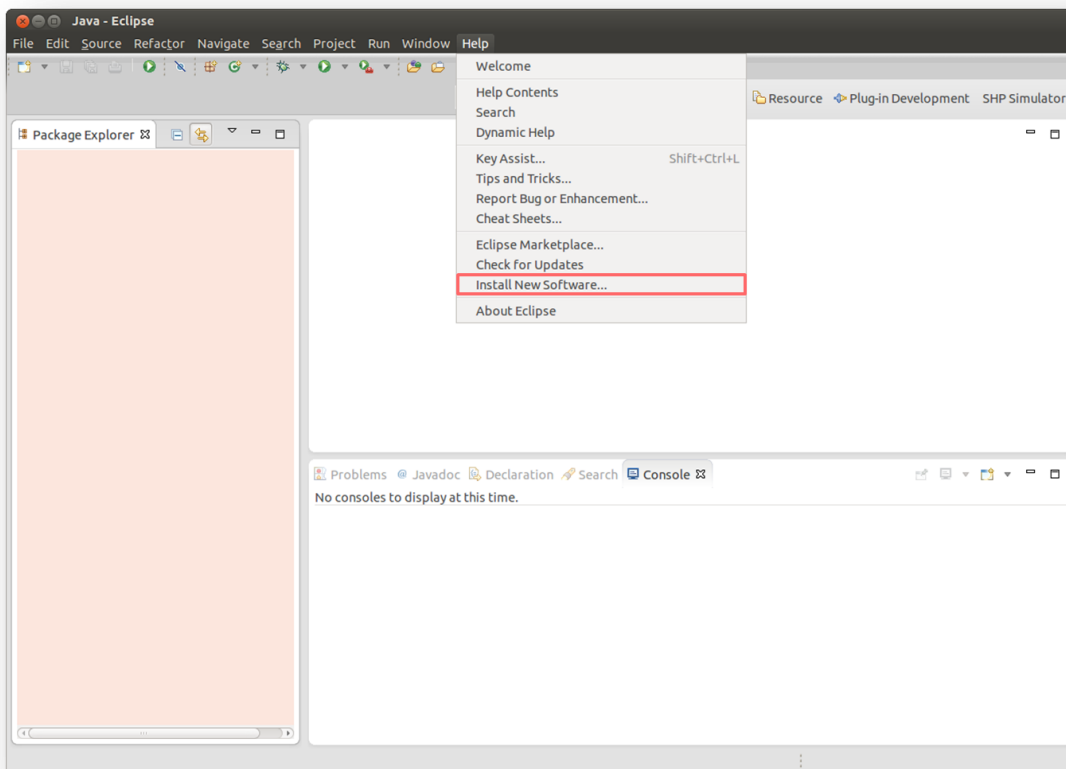 Java - Eclipse
File Edit Source Refactor Navigate Search Project Run Window Help
Welcome
Help Contents
Search
Dynamic Help
Key Assist... Shift+Ctrl+L
Tips and Tricks...
Report Bug or Enhancement...
Cheat Sheets...
Eclipse Marketplace...
Check for Updates
Install New Software...
About Eclipse
Resource Plug-in Development SHP Simulator
Package Explorer
Problems @ Javadoc Declaration Search Console
No consoles to display at this time.